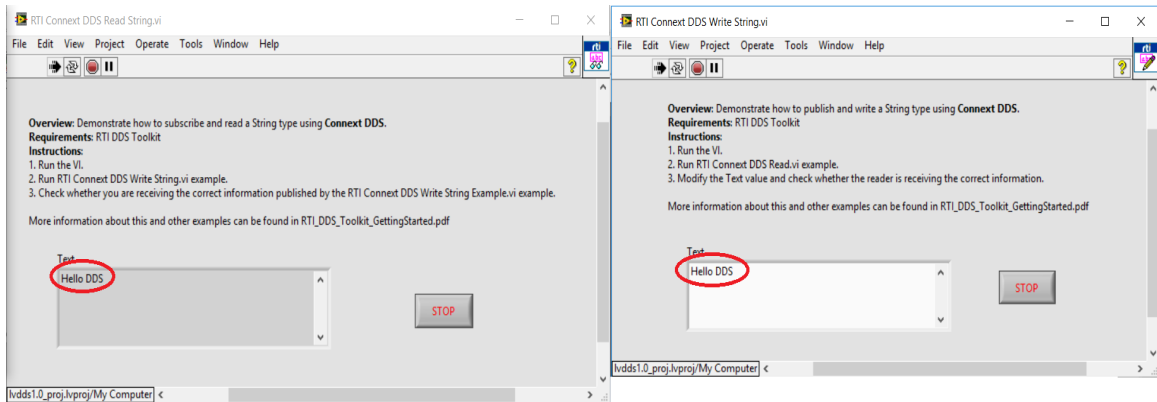 RTI Connext DDS Read String.vi
File Edit View Project Operate Tools Window Help
rti
abc
Overview: Demonstrate how to subscribe and read a String type using Connext DDS.
Requirements: RTI DDS Toolkit
Instructions:
1. Run the VI.
2. Run RTI Connext DDS Write String.vi example.
3. Check whether you are receiving the correct information published by the RTI Connext DDS Write String Example.vi example.
More information about this and other examples can be found in RTI_DDS_Toolkit_GettingStarted.pdf
Text
Hello DDS
STOP
lvdds1.0_proj.lvproj/My Computer
RTI Connext DDS Write String.vi
File Edit View Project Operate Tools Window Help
rti
abc
Overview: Demonstrate how to publish and write a String type using Connext DDS.
Requirements: RTI DDS Toolkit
Instructions:
1. Run the VI.
2. Run RTI Connext DDS Read.vi example.
3. Modify the Text value and check whether the reader is receiving the correct information.
More information about this and other examples can be found in RTI_DDS_Toolkit_GettingStarted.pdf
Text
Hello DDS
STOP
lvdds1.0_proj.lvproj/My Computer